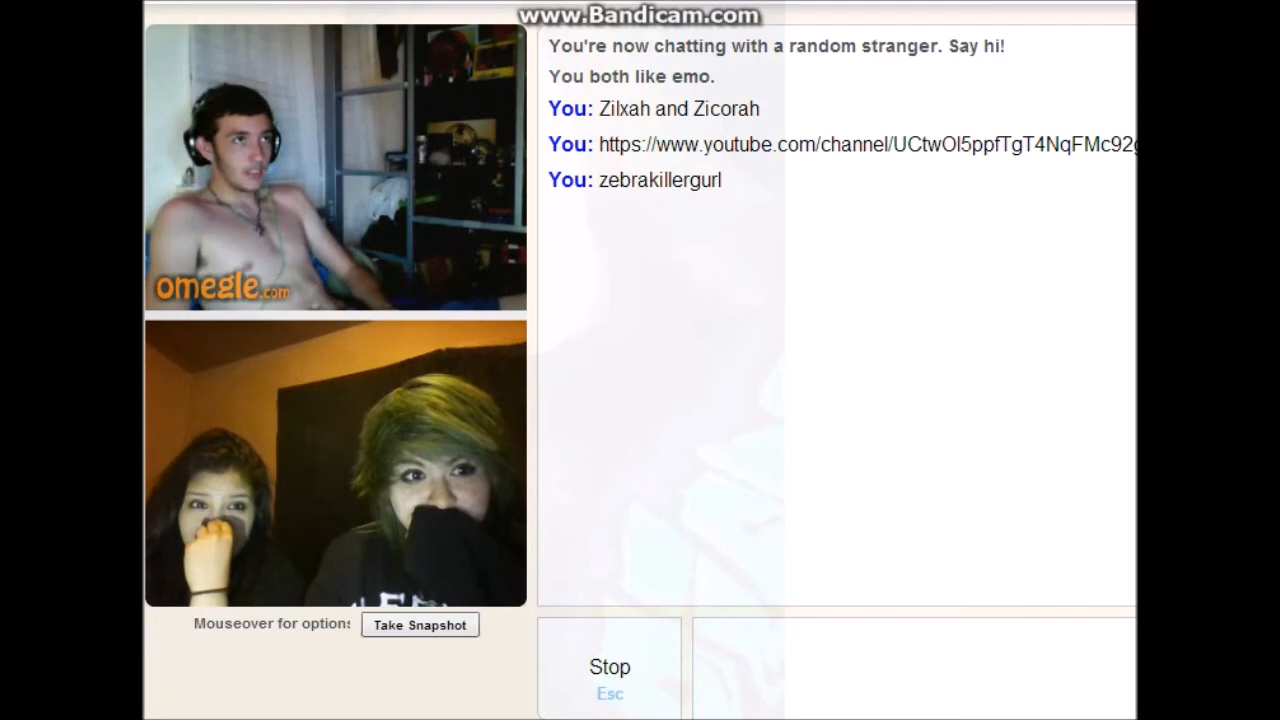 www.Bandicam.com
You're now chatting with a random stranger. Say hi!
You both like emo.
You: Zilxah and Zicorah
You: https://www.youtube.com/channel/UCtwOl5ppfTgT4NqFMc92g
You: zebrakillergurl
omegle.com
Mouseover for options
Take Snapshot
Stop
Esc